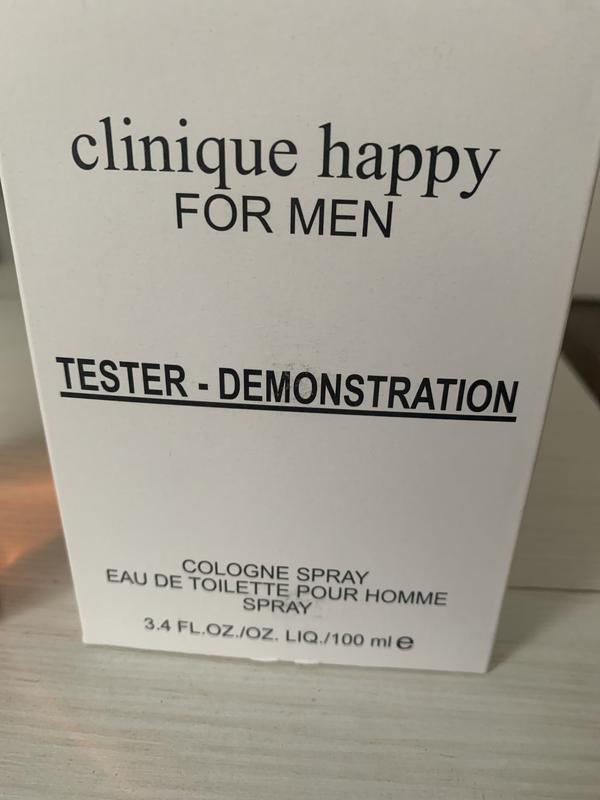 clinique happy
FOR MEN
TESTER - DEMONSTRATION
COLOGNE SPRAY
EAU DE TOILETTE POUR HOMME
SPRAY
3.4 FL.OZ./OZ. LIQ./100 ml ℮